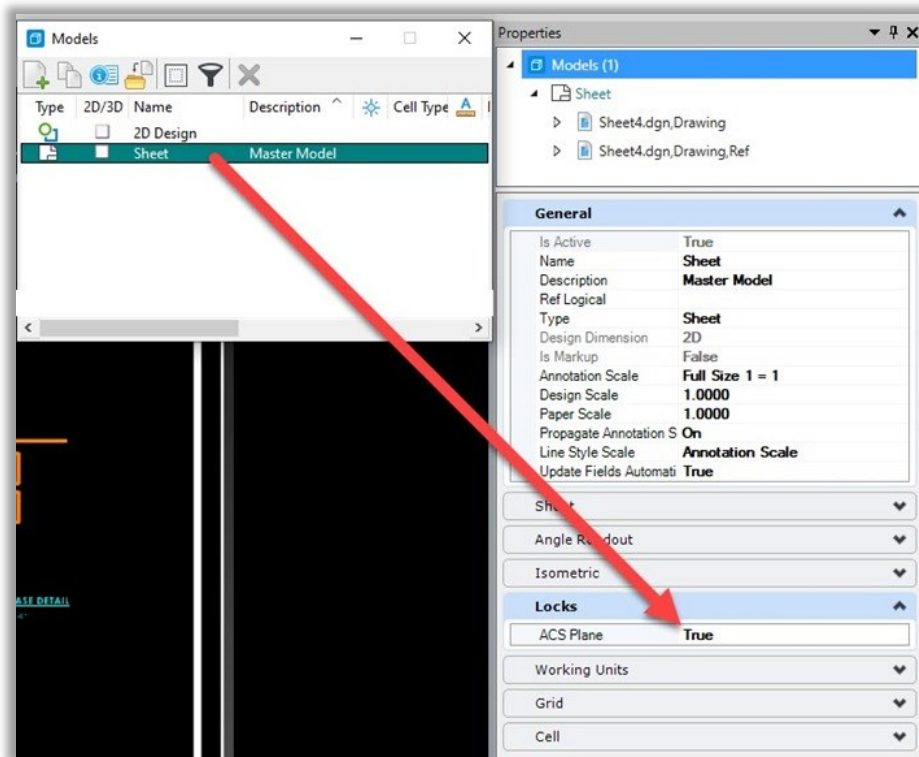 Models
Type 2D/3D Name Description Cell Type
2D Design
Sheet Master Model
ASE DETAIL
Properties
Models (1)
Sheet
Sheet4.dgn,Drawing
Sheet4.dgn,Drawing,Ref
General
Is Active True
Name Sheet
Description Master Model
Ref Logical
Type Sheet
Design Dimension 2D
Is Markup False
Annotation Scale Full Size 1 = 1
Design Scale 1.0000
Paper Scale 1.0000
Propagate Annotation S On
Line Style Scale Annotation Scale
Update Fields Automati True
Angle Readout
Isometric
Locks
ACS Plane True
Working Units
Grid
Cell